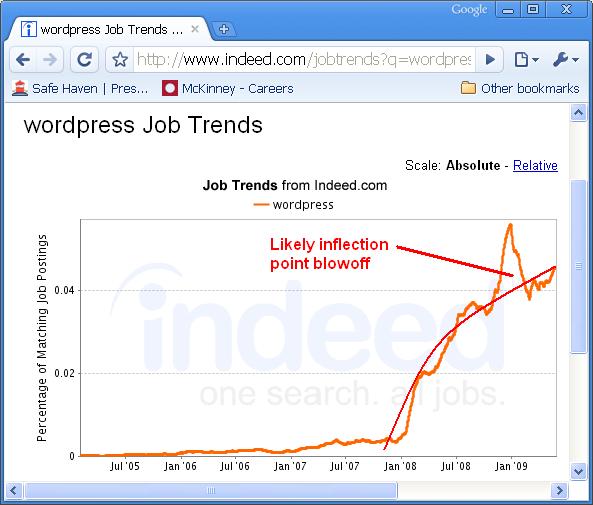 Google
wordpress Job Trends ...
http://www.indeed.com/jobtrends?q=wordpres
Safe Haven | Pres...
McKinney - Careers
Other bookmarks
wordpress Job Trends
Scale: Absolute - Relative
Job Trends from Indeed.com
wordpress
Percentage of Matching Job Postings
Likely inflection
point blowoff
0.04
indeed
0.02
one search. all jobs.
0
Jul'05
Jan'06
Jul'06
Jan'07
Jul'07
Jan'08
Jul'08
Jan'09